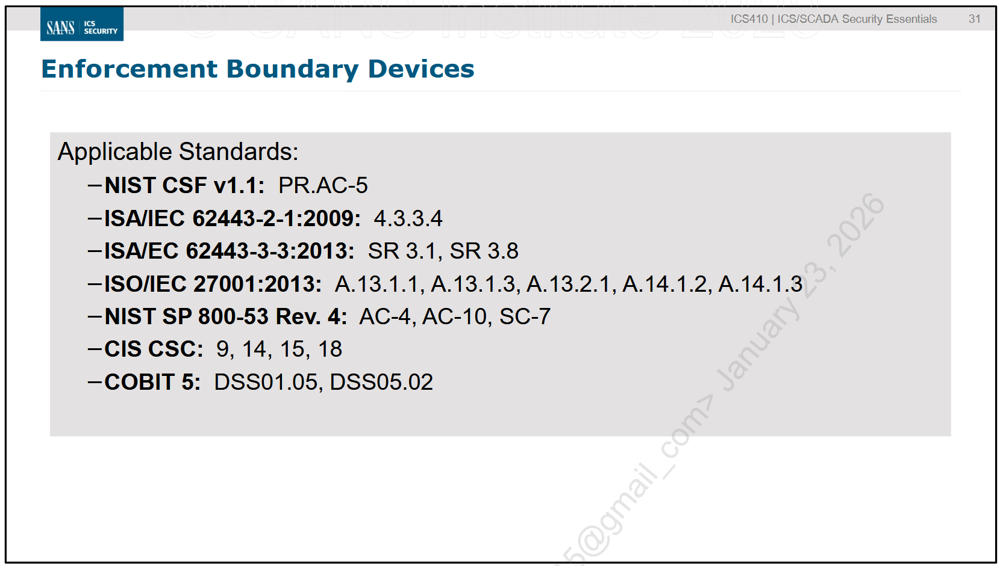 © SANS Institute 2026
SANS ICS SECURITY
ICS410 | ICS/SCADA Security Essentials 31
Enforcement Boundary Devices
Applicable Standards:
–NIST CSF v1.1: PR.AC-5
–ISA/IEC 62443-2-1:2009: 4.3.3.4
–ISA/EC 62443-3-3:2013: SR 3.1, SR 3.8
–ISO/IEC 27001:2013: A.13.1.1, A.13.1.3, A.13.2.1, A.14.1.2, A.14.1.3
–NIST SP 800-53 Rev. 4: AC-4, AC-10, SC-7
–CIS CSC: 9, 14, 15, 18
–COBIT 5: DSS01.05, DSS05.02
5@gmail_com> January 23, 2026